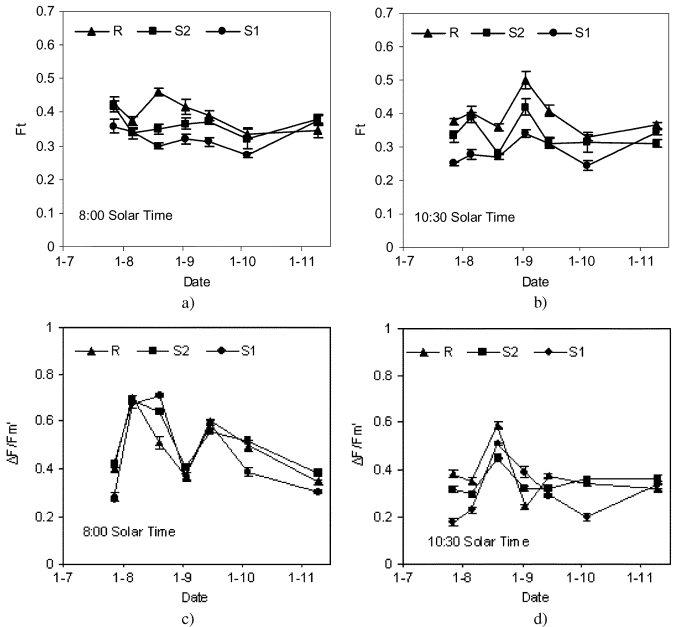 0.7
0.6
0.5
0.4
0.3
0.2
0.1
0
Ft
R S2 S1
8:00 Solar Time
1-7 1-8 1-9 1-10 1-11
Date
a)
0.7
0.6
0.5
0.4
0.3
0.2
0.1
0
Ft
R S2 S1
10:30 Solar Time
1-7 1-8 1-9 1-10 1-11
Date
b)
1
0.8
0.6
0.4
0.2
0
ΔF/Fm'
R S2 S1
8:00 Solar Time
1-7 1-8 1-9 1-10 1-11
Date
c)
1
0.8
0.6
0.4
0.2
0
ΔF/Fm'
R S2 S1
10:30 Solar Time
1-7 1-8 1-9 1-10 1-11
Date
d)